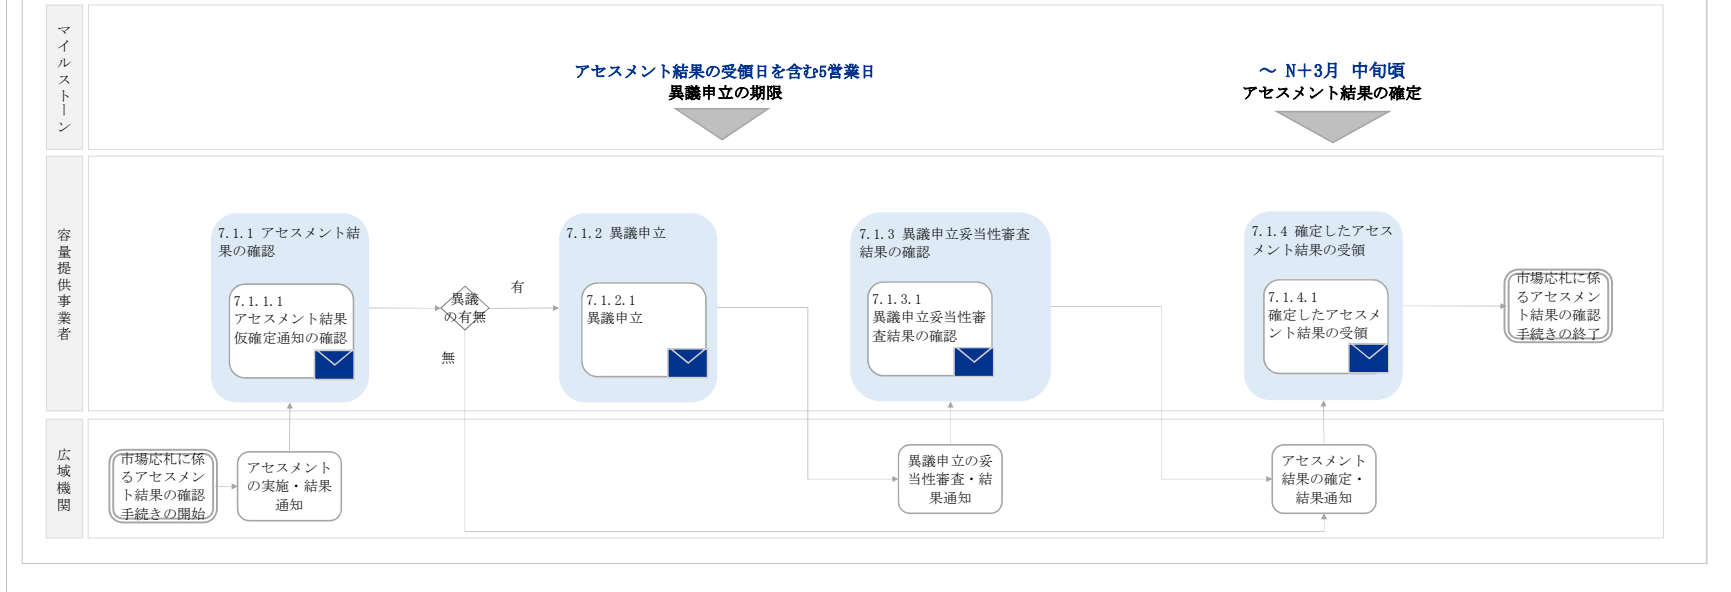 マイルストーン
アセスメント結果の受領日を含む5営業日
異議申立の期限
～ N＋3月 中旬頃
アセスメント結果の確定
容量提供事業者
7.1.1 アセスメント結
果の確認
7.1.1.1
アセスメント結果
仮確定通知の確認
異議
の有無
有
無
7.1.2 異議申立
7.1.2.1
異議申立
7.1.3 異議申立妥当性審査
結果の確認
7.1.3.1
異議申立妥当性審
査結果の確認
7.1.4 確定したアセス
メント結果の受領
7.1.4.1
確定したアセスメ
ント結果の受領
市場応札に係
るアセスメン
ト結果の確認
手続きの終了
広域機関
市場応札に係
るアセスメン
ト結果の確認
手続きの開始
アセスメント
の実施・結果
通知
異議申立の妥
当性審査・結
果通知
アセスメント
結果の確定・
結果通知